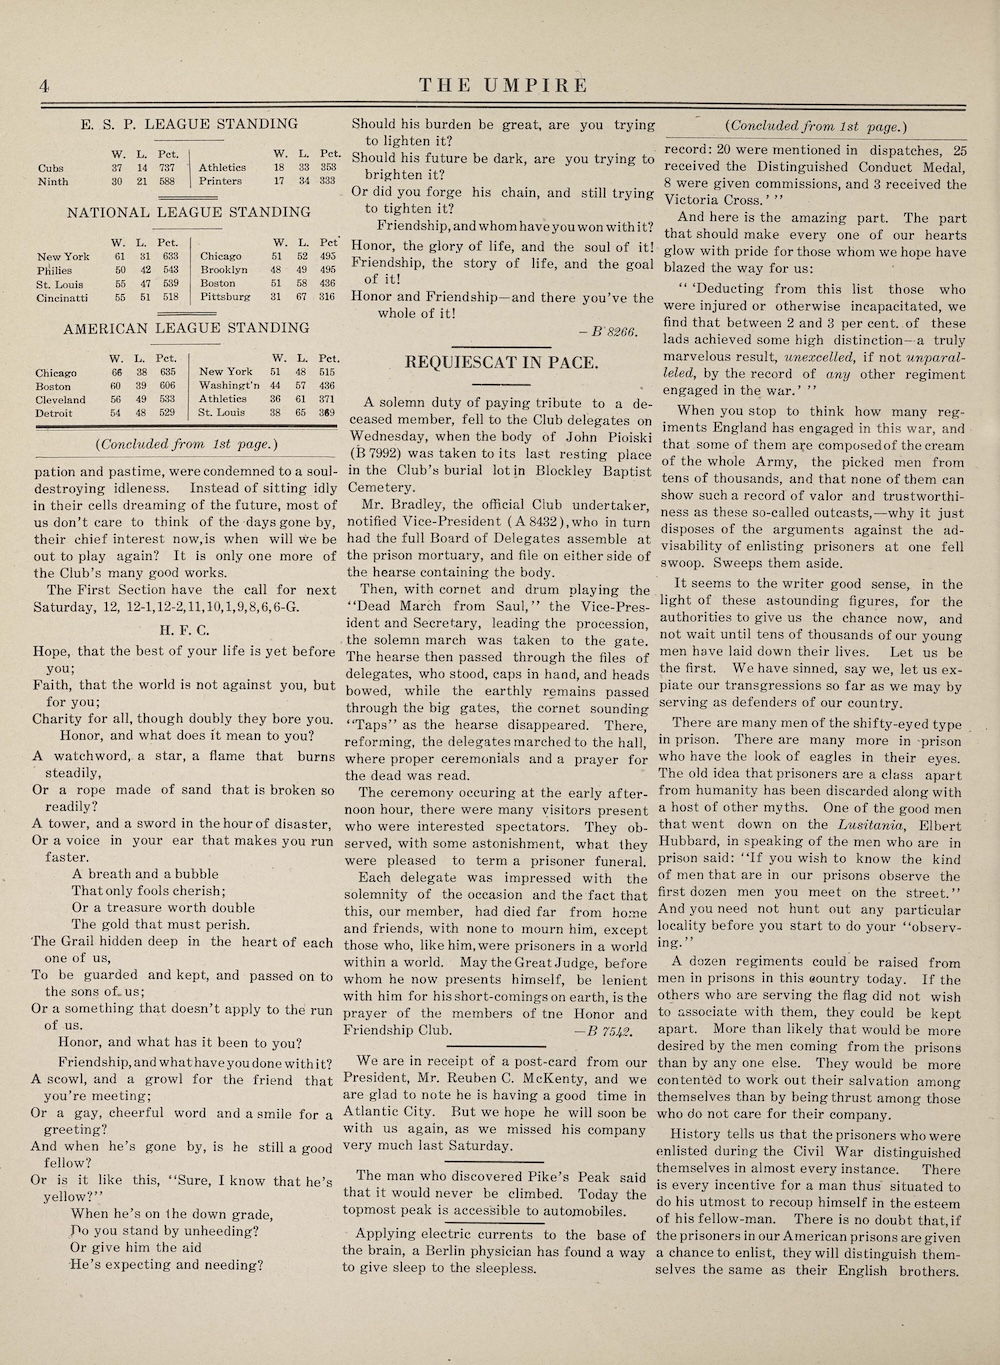 4
THE UMPIRE
E. S. P. LEAGUE STANDING
W. L. Pct. W. L. Pct.
Cubs 37 14 737 Athletics 18 33 353
Ninth 30 21 588 Printers 17 34 333
NATIONAL LEAGUE STANDING
W. L. Pct. W. L. Pct
New York 61 31 633 Chicago 51 52 495
Philies 50 42 543 Brooklyn 48 49 495
St. Louis 55 47 539 Boston 51 58 436
Cincinatti 55 51 518 Pittsburg 31 67 316
AMERICAN LEAGUE STANDING
W. L. Pct. W. L. Pct.
Chicago 66 38 635 New York 51 48 515
Boston 60 39 606 Washingt'n 44 57 436
Cleveland 56 49 533 Athletics 36 61 371
Detroit 54 48 529 St. Louis 38 65 369
(Concluded from 1st page.)
pation and pastime, were condemned to a soul-
destroying idleness. Instead of sitting idly
in their cells dreaming of the future, most of
us don't care to think of the days gone by,
their chief interest now, is when will we be
out to play again? It is only one more of
the Club's many good works.
The First Section have the call for next
Saturday, 12, 12-1,12-2,11,10,1,9,8,6,6-G.
H. F. C.
Hope, that the best of your life is yet before
you;
Faith, that the world is not against you, but
for you;
Charity for all, though doubly they bore you.
Honor, and what does it mean to you?
A watchword, a star, a flame that burns
steadily,
Or a rope made of sand that is broken so
readily?
A tower, and a sword in the hour of disaster,
Or a voice in your ear that makes you run
faster.
A breath and a bubble
That only fools cherish;
Or a treasure worth double
The gold that must perish.
The Grail hidden deep in the heart of each
one of us,
To be guarded and kept, and passed on to
the sons of us;
Or a something that doesn't apply to the run
of us.
Honor, and what has it been to you?
Friendship, and what have you done with it?
A scowl, and a growl for the friend that
you're meeting;
Or a gay, cheerful word and a smile for a
greeting?
And when he's gone by, is he still a good
fellow?
Or is it like this, "Sure, I know that he's
yellow?"
When he's on the down grade,
Do you stand by unheeding?
Or give him the aid
He's expecting and needing?
Should his burden be great, are you trying
to lighten it?
Should his future be dark, are you trying to
brighten it?
Or did you forge his chain, and still trying
to tighten it?
Friendship, and whom have you won with it?
Honor, the glory of life, and the soul of it!
Friendship, the story of life, and the goal
of it!
Honor and Friendship—and there you've the
whole of it!
—B 8266.
REQUIESCAT IN PACE.
A solemn duty of paying tribute to a de-
ceased member, fell to the Club delegates on
Wednesday, when the body of John Pioiski
(B 7992) was taken to its last resting place
in the Club's burial lot in Blockley Baptist
Cemetery.
Mr. Bradley, the official Club undertaker,
notified Vice-President (A 8432), who in turn
had the full Board of Delegates assemble at
the prison mortuary, and file on either side of
the hearse containing the body.
Then, with cornet and drum playing the
"Dead March from Saul," the Vice-Pres-
ident and Secretary, leading the procession,
the solemn march was taken to the gate.
The hearse then passed through the files of
delegates, who stood, caps in hand, and heads
bowed, while the earthly remains passed
through the big gates, the cornet sounding
"Taps" as the hearse disappeared. There,
reforming, the delegates marched to the hall,
where proper ceremonials and a prayer for
the dead was read.
The ceremony occuring at the early after-
noon hour, there were many visitors present
who were interested spectators. They ob-
served, with some astonishment, what they
were pleased to term a prisoner funeral.
Each delegate was impressed with the
solemnity of the occasion and the fact that
this, our member, had died far from home
and friends, with none to mourn him, except
those who, like him, were prisoners in a world
within a world. May the Great Judge, before
whom he now presents himself, be lenient
with him for his short-comings on earth, is the
prayer of the members of tne Honor and
Friendship Club. —B 7542.
We are in receipt of a post-card from our
President, Mr. Reuben C. McKenty, and we
are glad to note he is having a good time in
Atlantic City. But we hope he will soon be
with us again, as we missed his company
very much last Saturday.
The man who discovered Pike's Peak said
that it would never be climbed. Today the
topmost peak is accessible to automobiles.
Applying electric currents to the base of
the brain, a Berlin physician has found a way
to give sleep to the sleepless.
(Concluded from 1st page.)
record: 20 were mentioned in dispatches, 25
received the Distinguished Conduct Medal,
8 were given commissions, and 3 received the
Victoria Cross.' "
And here is the amazing part. The part
that should make every one of our hearts
glow with pride for those whom we hope have
blazed the way for us:
" 'Deducting from this list those who
were injured or otherwise incapacitated, we
find that between 2 and 3 per cent. of these
lads achieved some high distinction—a truly
marvelous result, unexcelled, if not unparal-
leled, by the record of any other regiment
engaged in the war.' "
When you stop to think how many reg-
iments England has engaged in this war, and
that some of them are composed of the cream
of the whole Army, the picked men from
tens of thousands, and that none of them can
show such a record of valor and trustworthi-
ness as these so-called outcasts,—why it just
disposes of the arguments against the ad-
visability of enlisting prisoners at one fell
swoop. Sweeps them aside.
It seems to the writer good sense, in the
light of these astounding figures, for the
authorities to give us the chance now, and
not wait until tens of thousands of our young
men have laid down their lives. Let us be
the first. We have sinned, say we, let us ex-
piate our transgressions so far as we may by
serving as defenders of our country.
There are many men of the shifty-eyed type
in prison. There are many more in prison
who have the look of eagles in their eyes.
The old idea that prisoners are a class apart
from humanity has been discarded along with
a host of other myths. One of the good men
that went down on the Lusitania, Elbert
Hubbard, in speaking of the men who are in
prison said: "If you wish to know the kind
of men that are in our prisons observe the
first dozen men you meet on the street."
And you need not hunt out any particular
locality before you start to do your "observ-
ing."
A dozen regiments could be raised from
men in prisons in this country today. If the
others who are serving the flag did not wish
to associate with them, they could be kept
apart. More than likely that would be more
desired by the men coming from the prisons
than by any one else. They would be more
contented to work out their salvation among
themselves than by being thrust among those
who do not care for their company.
History tells us that the prisoners who were
enlisted during the Civil War distinguished
themselves in almost every instance. There
is every incentive for a man thus situated to
do his utmost to recoup himself in the esteem
of his fellow-man. There is no doubt that, if
the prisoners in our American prisons are given
a chance to enlist, they will distinguish them-
selves the same as their English brothers.